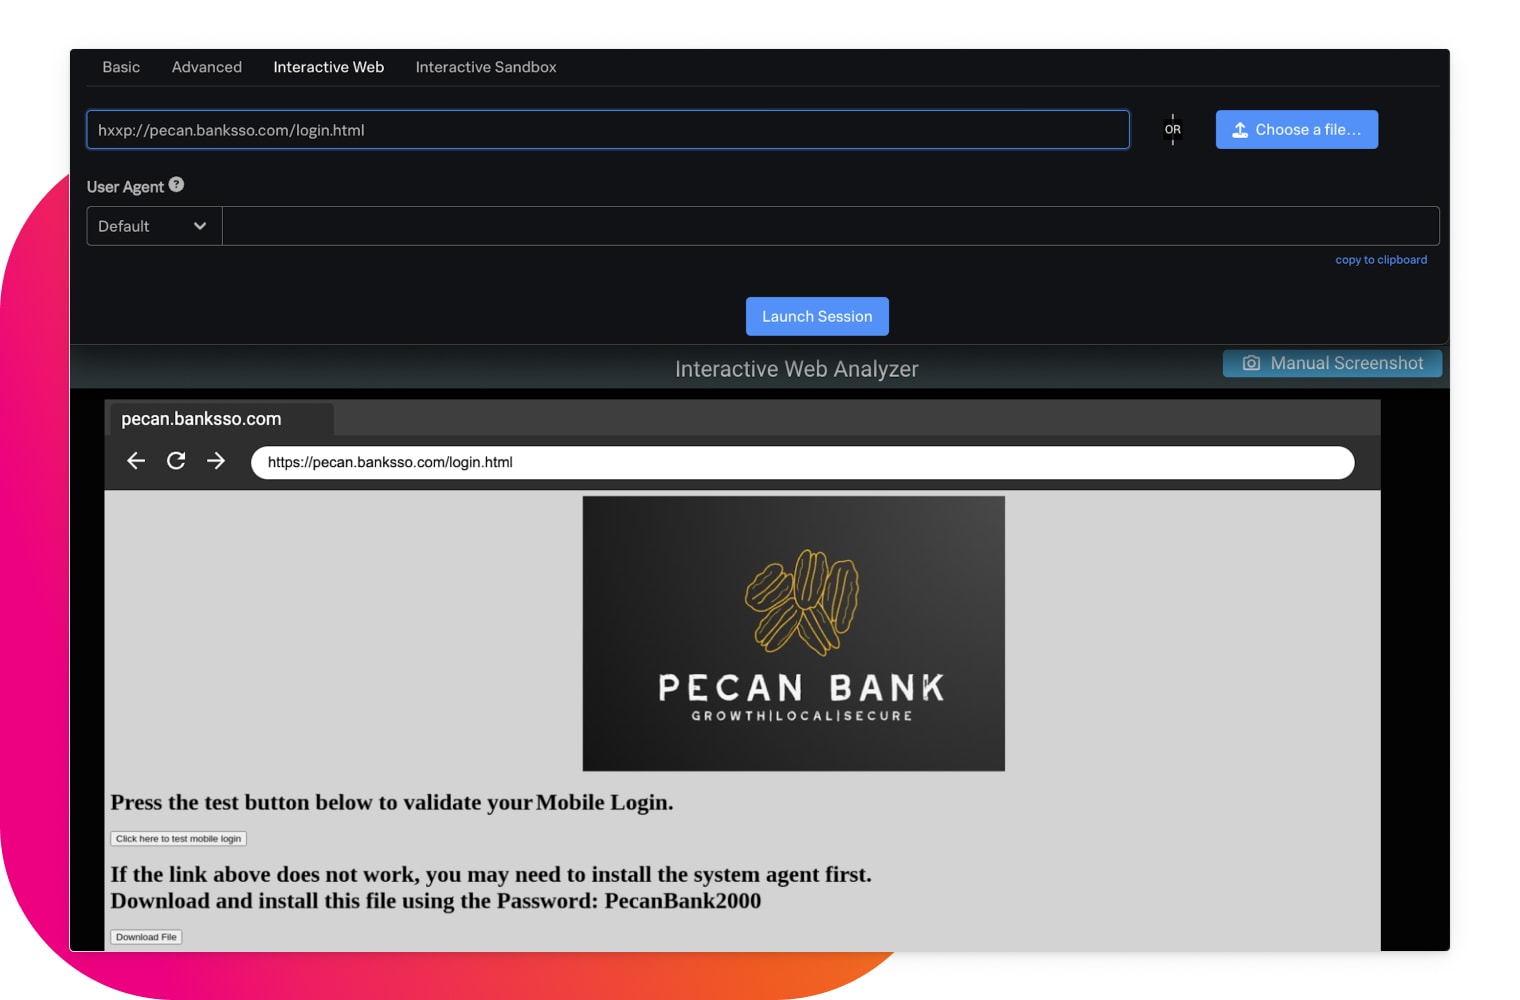 Basic Advanced Interactive Web Interactive Sandbox
hxxp://pecan.banksso.com/login.html
OR
Choose a file...
User Agent ?
Default
copy to clipboard
Launch Session
Interactive Web Analyzer
Manual Screenshot
pecan.banksso.com
https://pecan.banksso.com/login.html
PECAN BANK
GROWTH|LOCAL|SECURE
Press the test button below to validate your Mobile Login.
Click here to test mobile login
If the link above does not work, you may need to install the system agent first.
Download and install this file using the Password: PecanBank2000
Download File